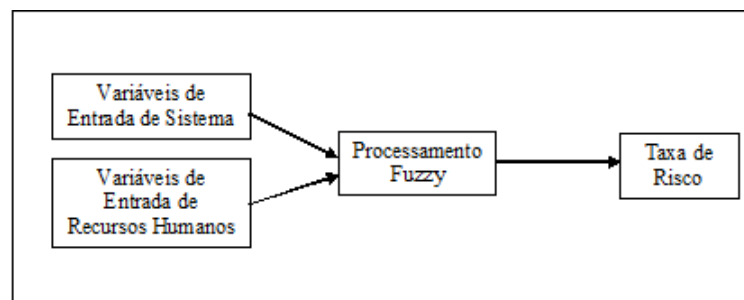 Variáveis de
Entrada de Sistema
Variáveis de
Entrada de
Recursos Humanos
Processamento
Fuzzy
Taxa de
Risco